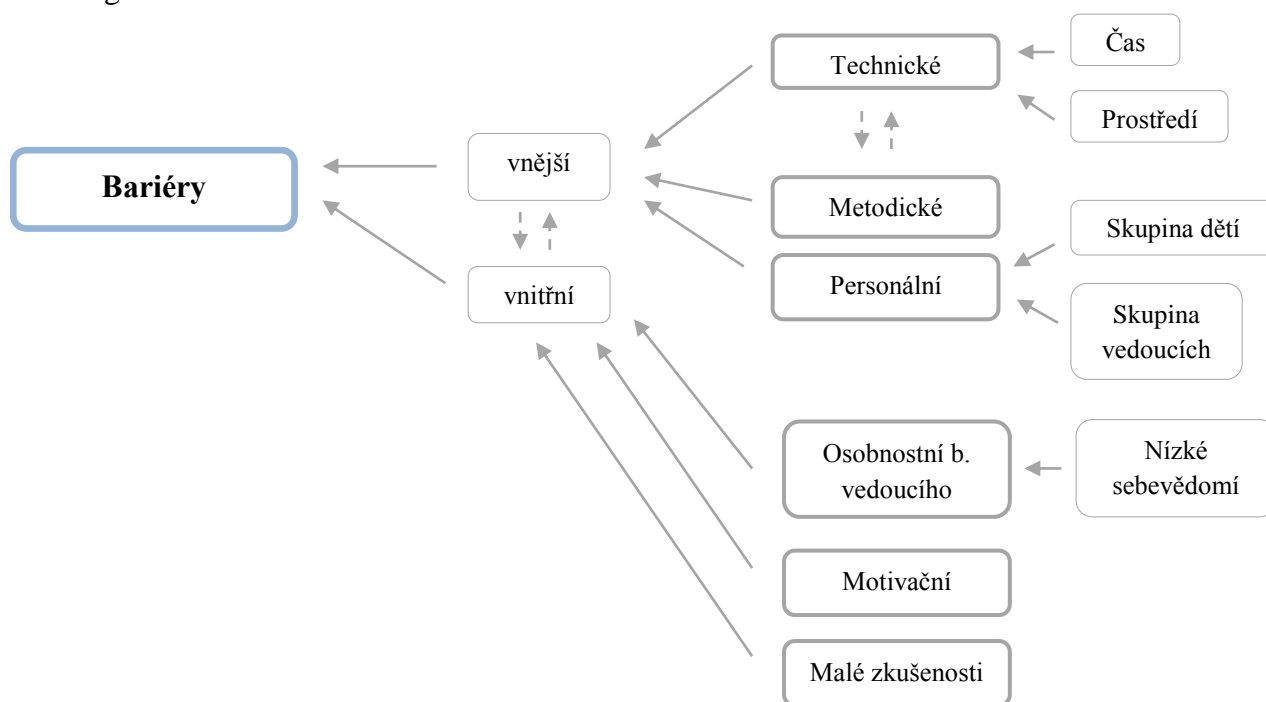 Čas
Technické
Prostředí
vnější
Bariéry
Metodické
Skupina dětí
Personální
vnitřní
Skupina
vedoucích
Osobnostní b.
vedoucího
Nízké
sebevědomí
Motivační
Malé zkušenosti